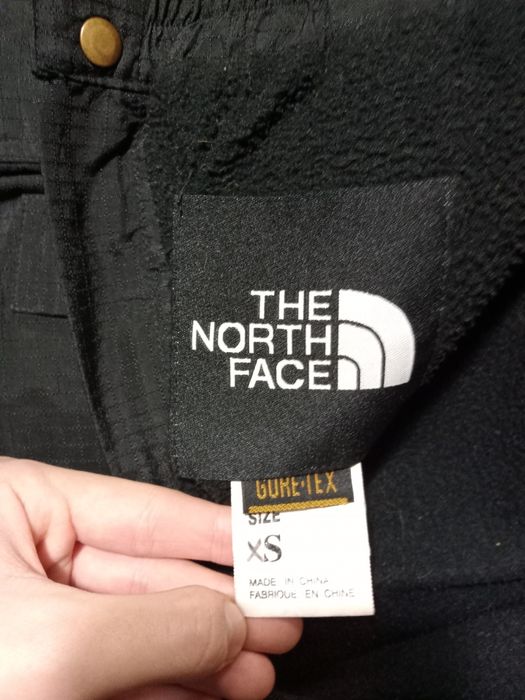 THE
NORTH
FACE
GORE-TEX
SIZE
XS
MADE IN CHINA
FABRIQUE EN CHINE